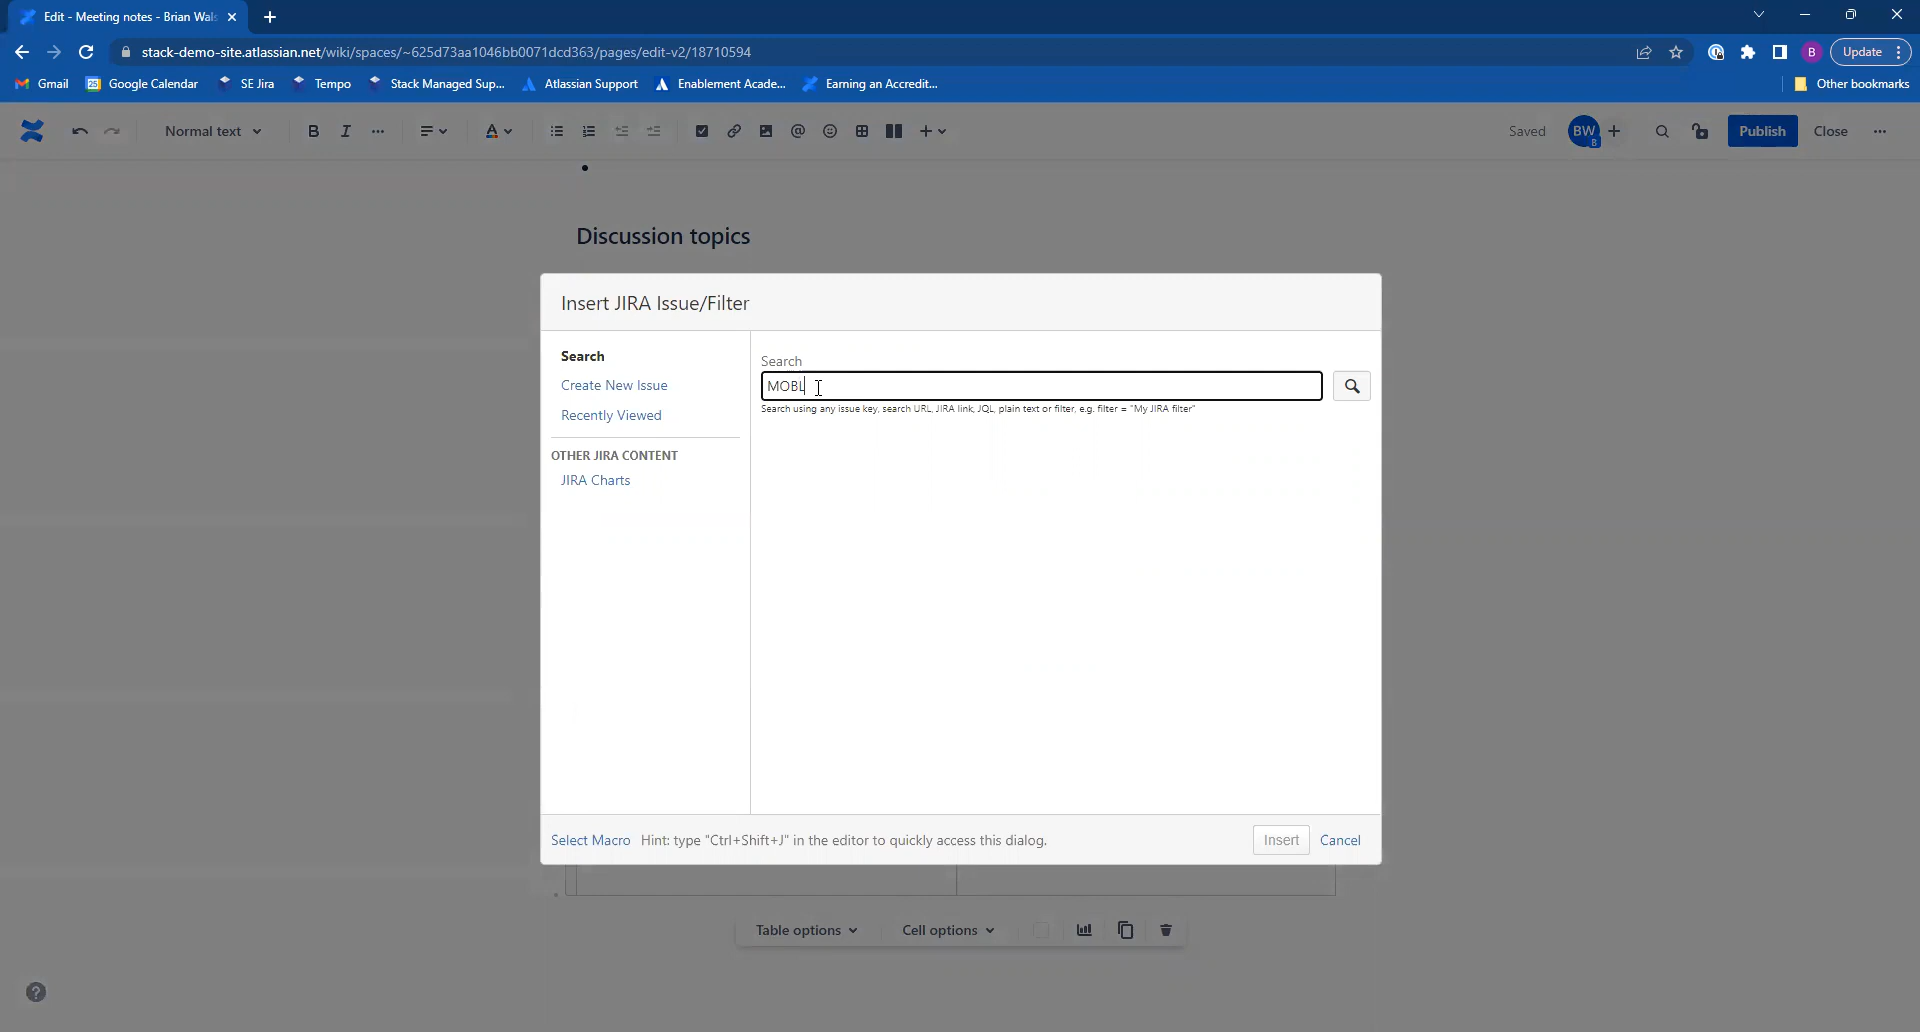 Edit - Meeting notes - Brian Wals
stack-demo-site.atlassian.net/wiki/spaces/~625d73aa1046bb0071dcd363/pages/edit-v2/18710594
B
Update
Gmail
31
Google Calendar
SE Jira
Tempo
Stack Managed Sup...
Atlassian Support
Enablement Acade...
Earning an Accredit...
Other bookmarks
Normal text
B
I
A
Saved
BW
B
Publish
Close
Discussion topics
Insert JIRA Issue/Filter
Search
Create New Issue
Recently Viewed
OTHER JIRA CONTENT
JIRA Charts
Search
MOBL
Search using any issue key, search URL, JIRA link, JQL, plain text or filter, e.g. filter = "My JIRA filter"
Select Macro
Hint: type "Ctrl+Shift+J" in the editor to quickly access this dialog.
Insert
Cancel
Table options
Cell options